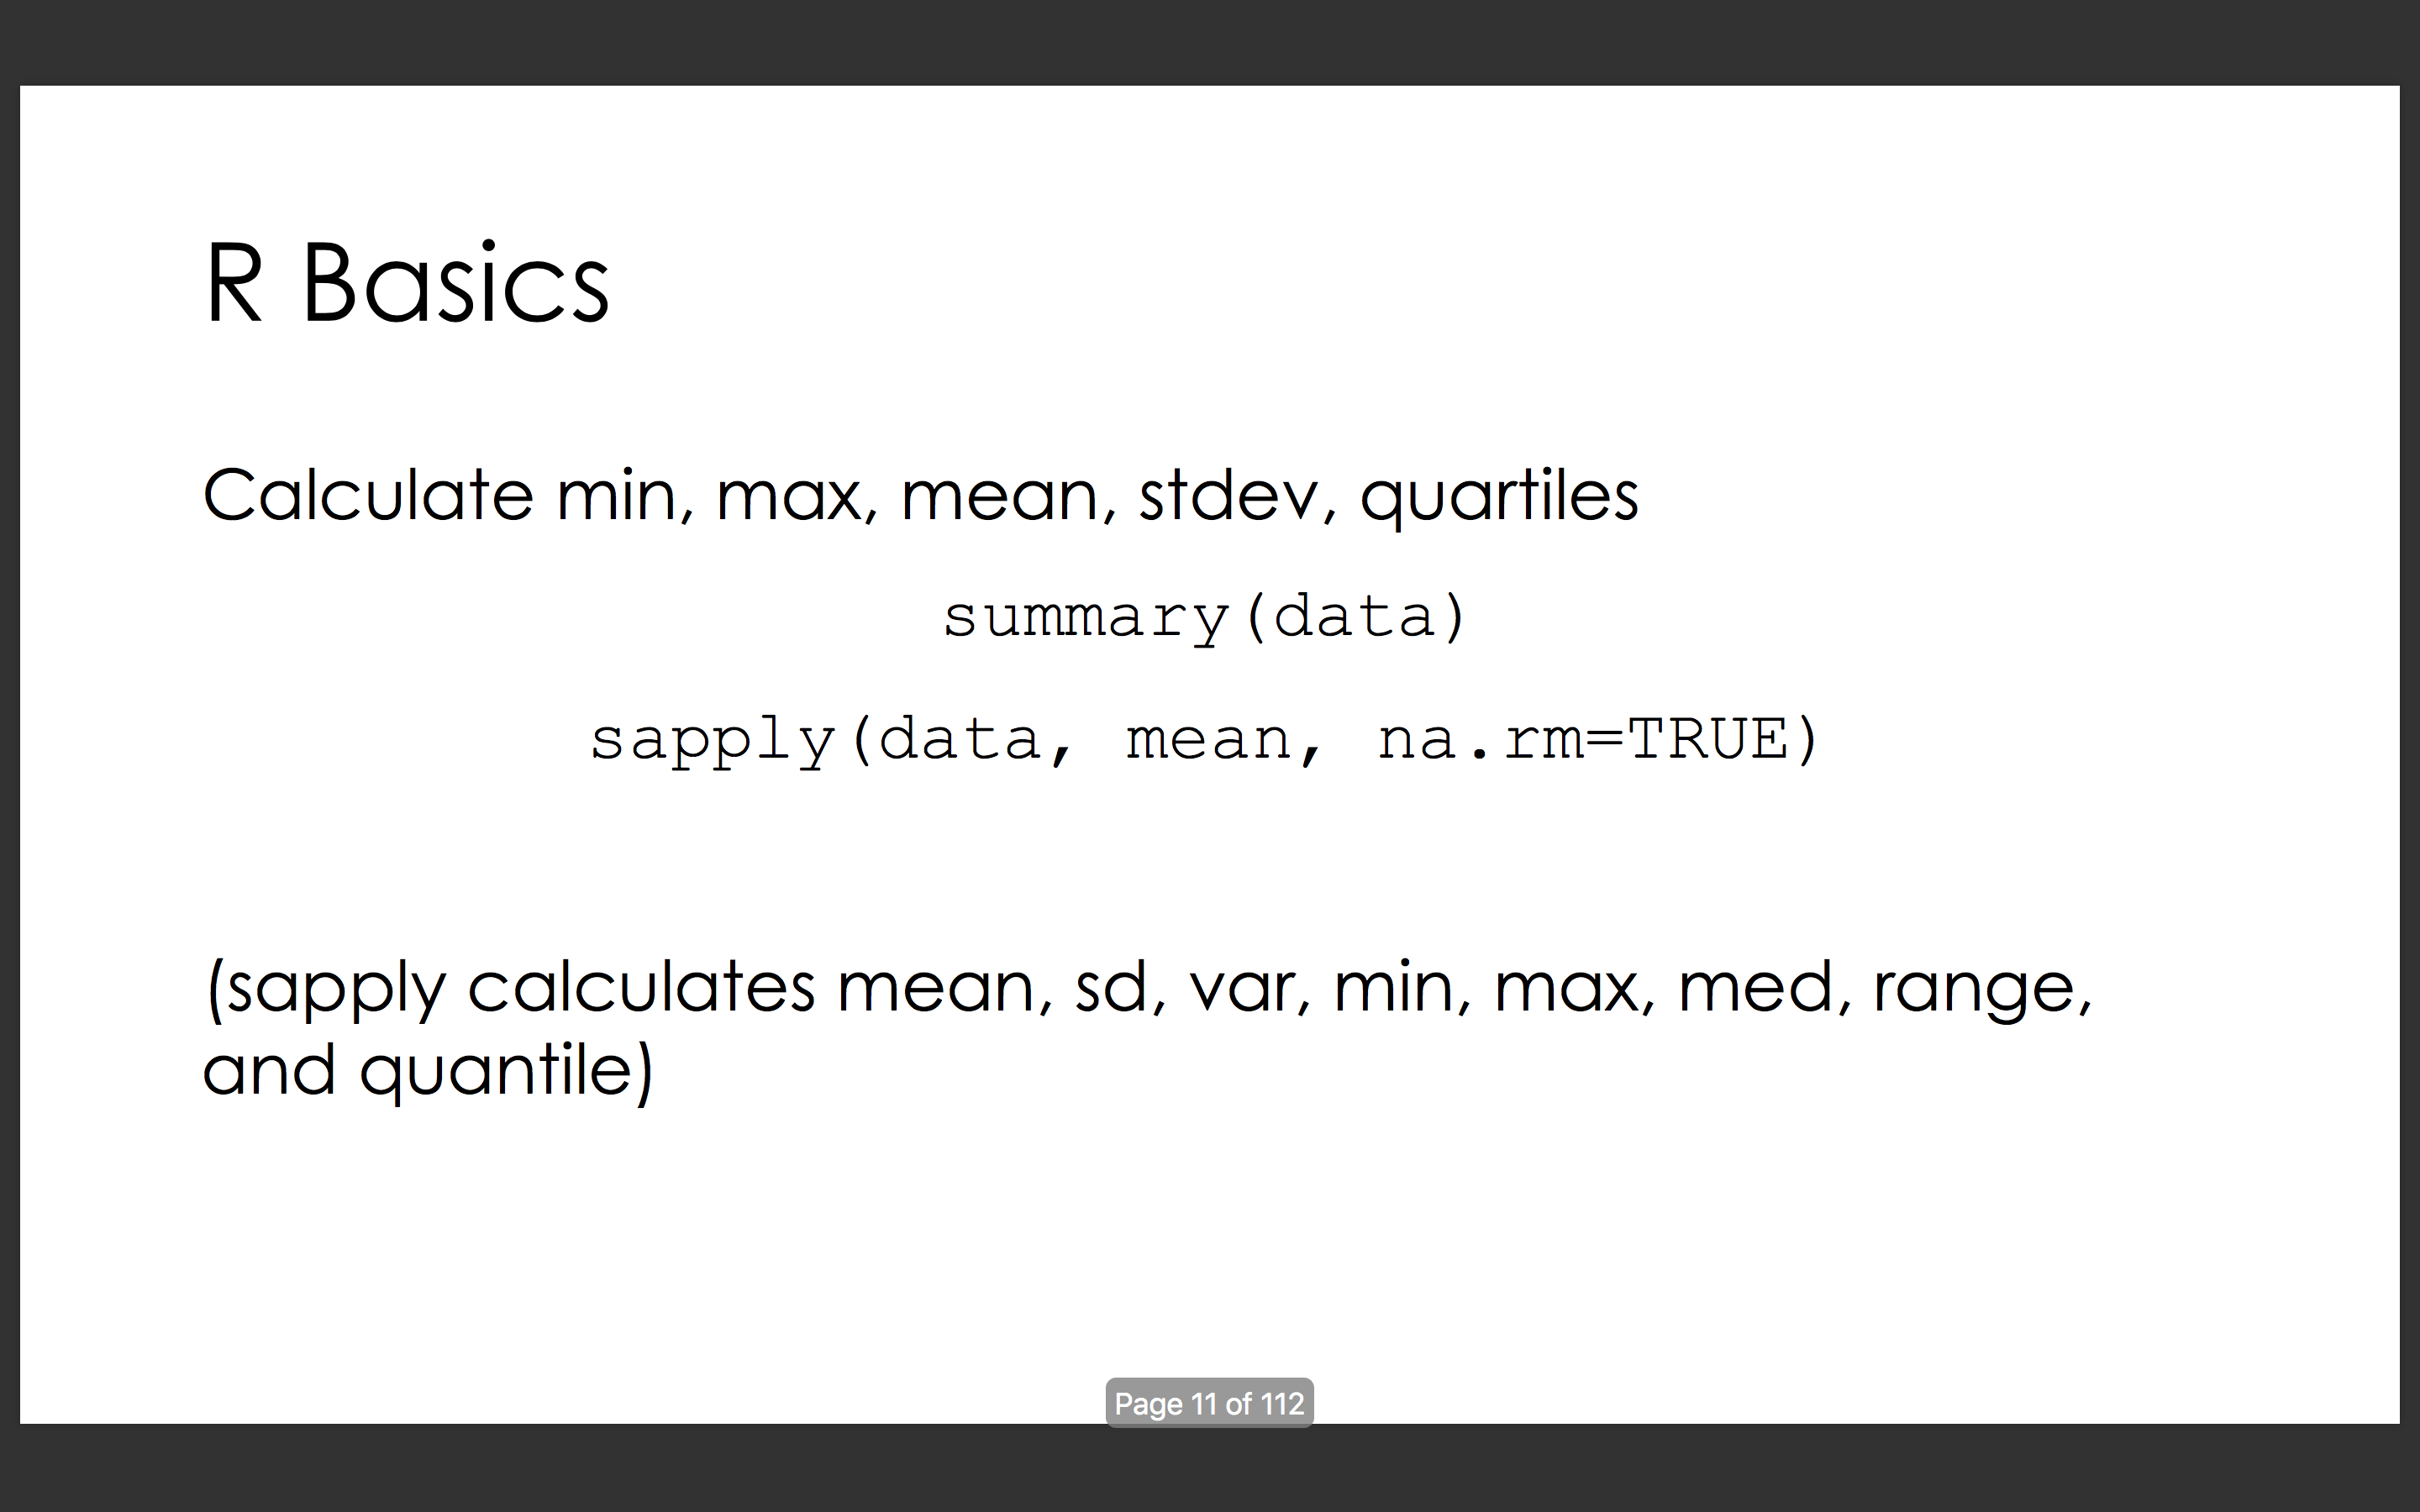 R Basics
Calculate min, max, mean, stdev, quartiles
summary(data)
sapply(data, mean, na.rm=TRUE)
(sapply calculates mean, sd, var, min, max, med, range,
and quantile)
Page 11 of 112